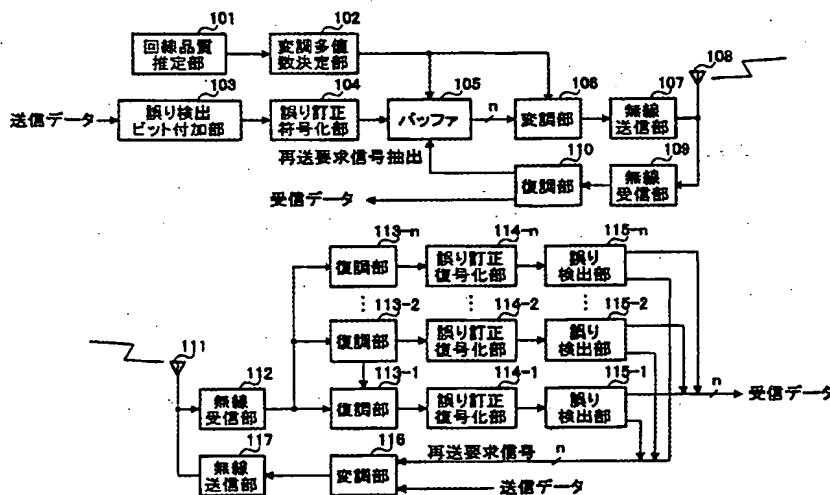 101
回線品質
推定部
102
変調多値
数決定部
送信データ
103
誤り検出
ビット付加部
104
誤り訂正
符号化部
105
バッファ
n
106
変調部
107
無線
送信部
108
再送要求信号抽出
受信データ
110
復調部
109
無線
受信部
113-n
復調部
114-n
誤り訂正
復号化部
115-n
誤り
検出部
113-2
復調部
114-2
誤り訂正
復号化部
115-2
誤り
検出部
111
112
無線
受信部
113-1
復調部
114-1
誤り訂正
復号化部
115-1
誤り
検出部
n
受信データ
117
無線
送信部
116
変調部
再送要求信号
n
送信データ